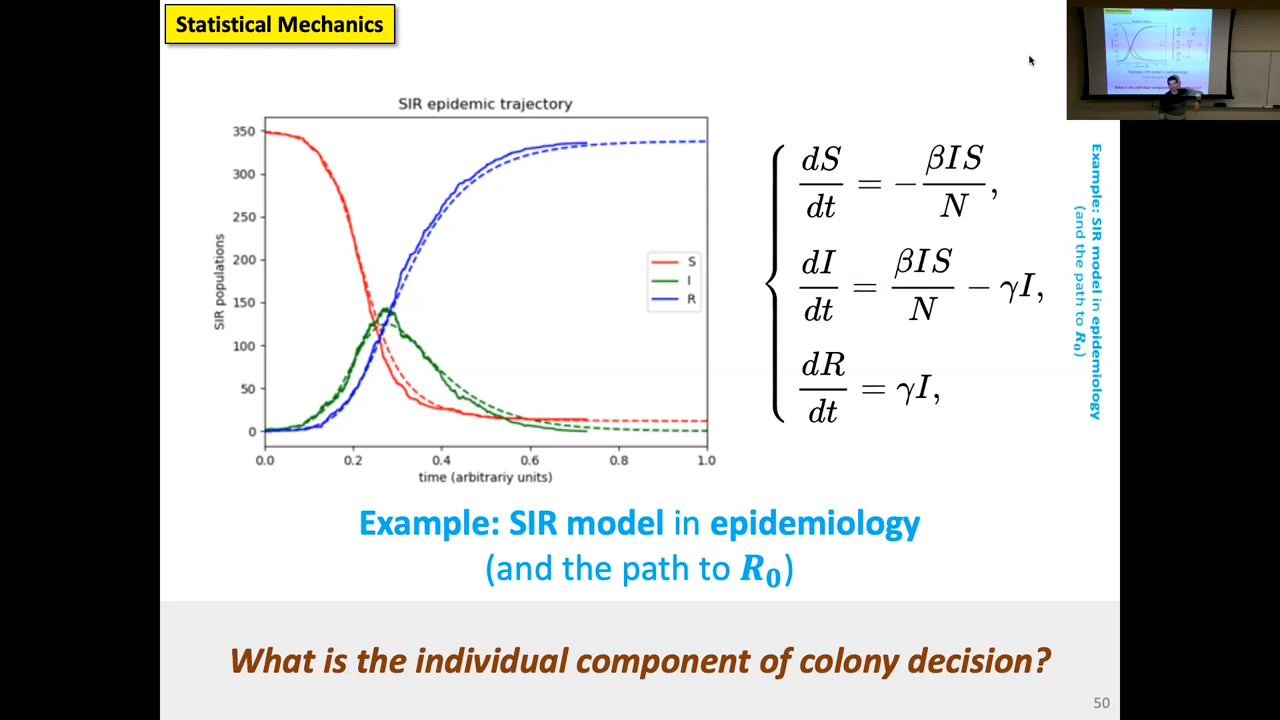 Statistical Mechanics
SIR epidemic trajectory
350
300
250
200
150
100
50
0
SIR populations
S
I
R
0.0 0.2 0.4 0.6 0.8 1.0
time (arbitrariy units)
dS/dt = −βIS/N,
dI/dt = βIS/N − γI,
dR/dt = γI,
Example: SIR model in epidemiology
(and the path to R₀)
Example: SIR model in epidemiology
(and the path to R₀)
What is the individual component of colony decision?
50